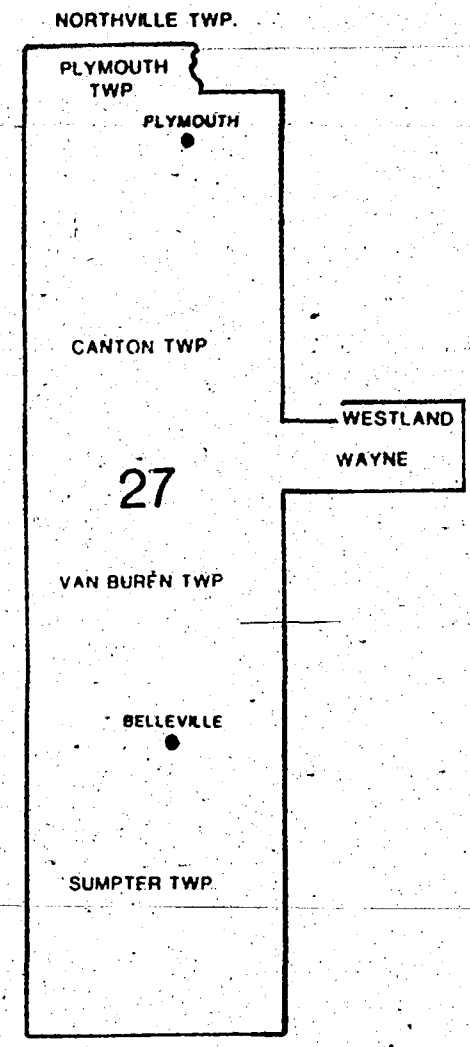 NORTHVILLE TWP.
PLYMOUTH
TWP.
PLYMOUTH
CANTON TWP
WESTLAND
WAYNE
27
VAN BUREN TWP
BELLEVILLE
SUMPTER TWP.